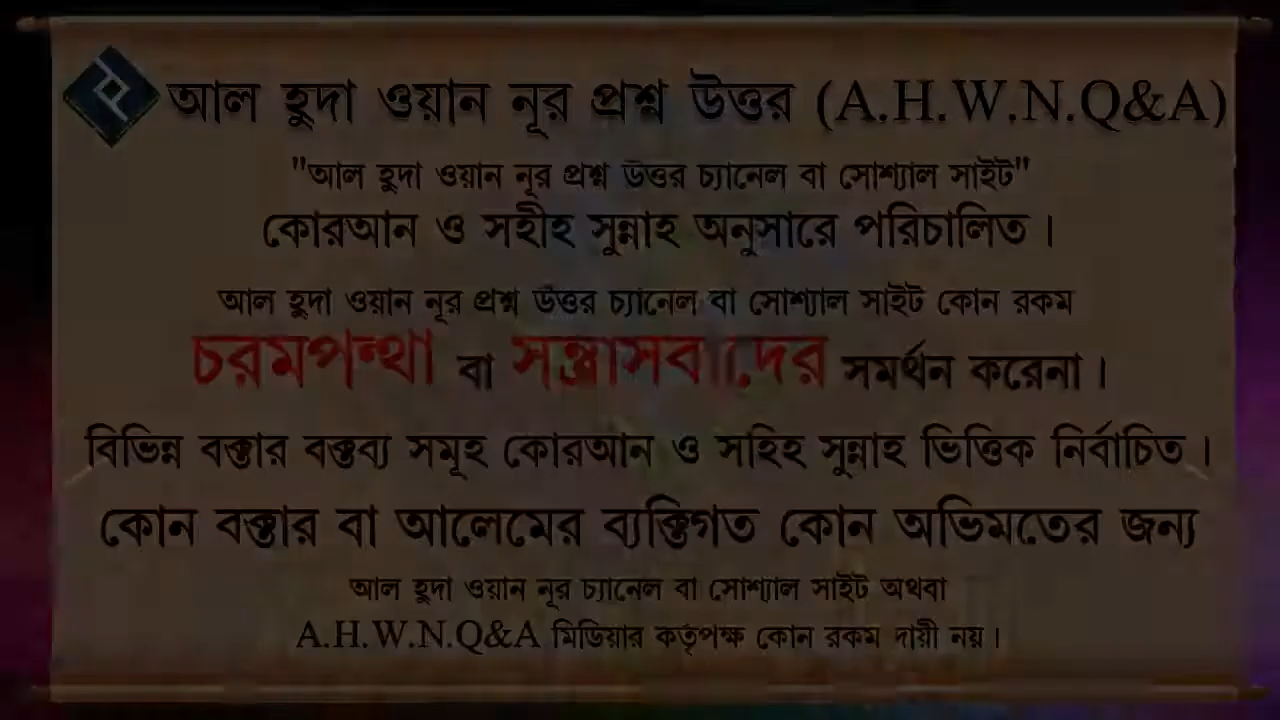 আল হুদা ওয়ান নূর প্রশ্ন উত্তর (A.H.W.N.Q&A)
"আল হুদা ওয়ান নূর প্রশ্ন উত্তর চ্যানেল বা সোশ্যাল সাইট"
কোরআন ও সহীহ সুন্নাহ অনুসারে পরিচালিত ।
আল হুদা ওয়ান নূর প্রশ্ন উত্তর চ্যানেল বা সোশ্যাল সাইট কোন রকম
চরমপন্থা বা সন্ত্রাসবাদের সমর্থন করেনা ।
বিভিন্ন বক্তার বক্তব্য সমূহ কোরআন ও সহিহ সুন্নাহ ভিত্তিক নির্বাচিত ।
কোন বক্তার বা আলেমের ব্যক্তিগত কোন অভিমতের জন্য
আল হুদা ওয়ান নূর চ্যানেল বা সোশ্যাল সাইট অথবা
A.H.W.N.Q&A মিডিয়ার কর্তৃপক্ষ কোন রকম দায়ী নয় ।